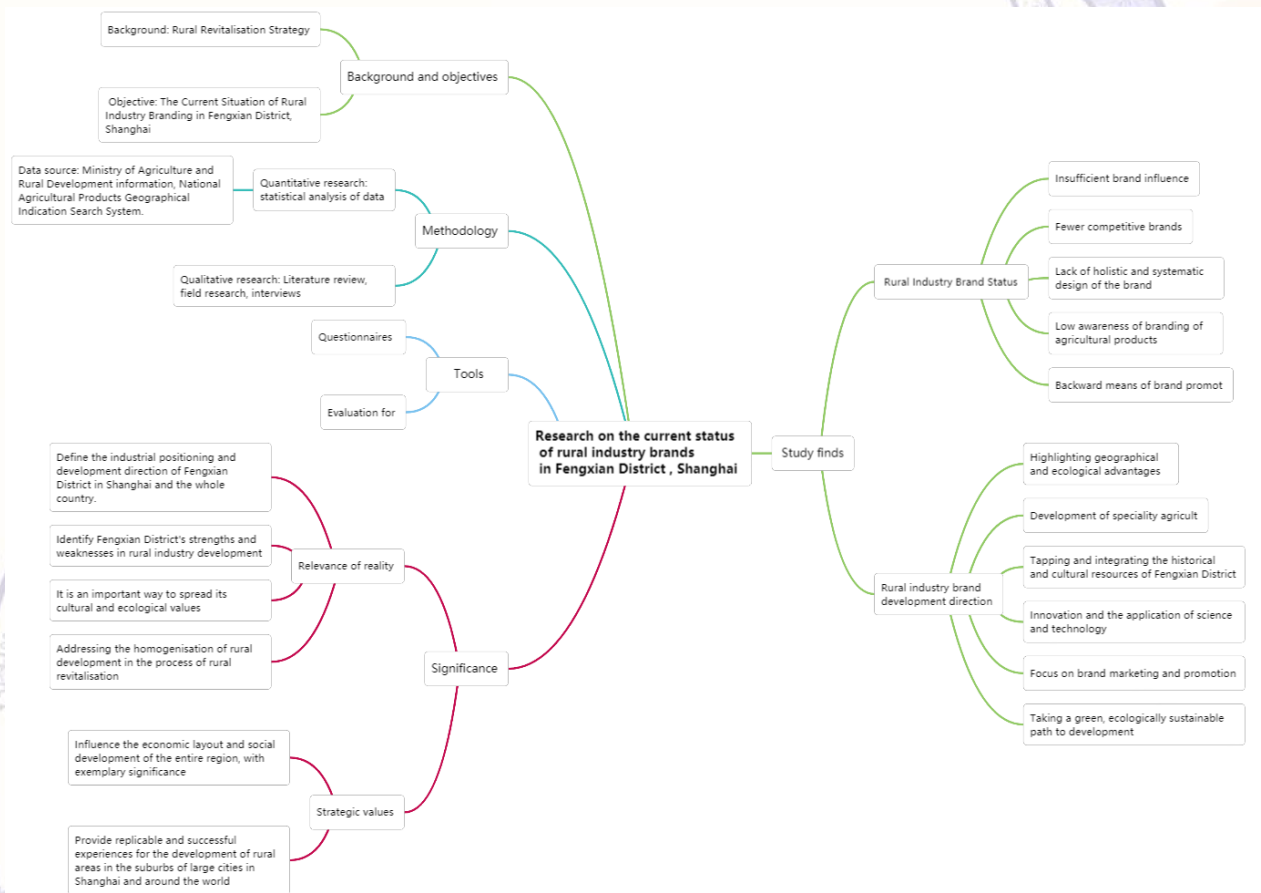 Background: Rural Revitalisation Strategy
Background and objectives
Objective: The Current Situation of Rural
Industry Branding in Fengxian District,
Shanghai
Data source: Ministry of Agriculture and
Rural Development information, National
Agricultural Products Geographical
Indication Search System.
Quantitative research:
statistical analysis of data
Methodology
Qualitative research: Literature review,
field research, interviews
Questionnaires
Tools
Evaluation for
Research on the current status
of rural industry brands
in Fengxian District , Shanghai
Define the industrial positioning and
development direction of Fengxian
District in Shanghai and the whole
country.
Identify Fengxian District's strengths and
weaknesses in rural industry development
Relevance of reality
It is an important way to spread its
cultural and ecological values
Addressing the homogenisation of rural
development in the process of rural
revitalisation
Significance
Influence the economic layout and social
development of the entire region, with
exemplary significance
Strategic values
Provide replicable and successful
experiences for the development of rural
areas in the suburbs of large cities in
Shanghai and around the world
Study finds
Rural Industry Brand Status
Insufficient brand influence
Fewer competitive brands
Lack of holistic and systematic
design of the brand
Low awareness of branding of
agricultural products
Backward means of brand promot
Rural industry brand
development direction
Highlighting geographical
and ecological advantages
Development of speciality agricult
Tapping and integrating the historical
and cultural resources of Fengxian District
Innovation and the application of science
and technology
Focus on brand marketing and promotion
Taking a green, ecologically sustainable
path to development